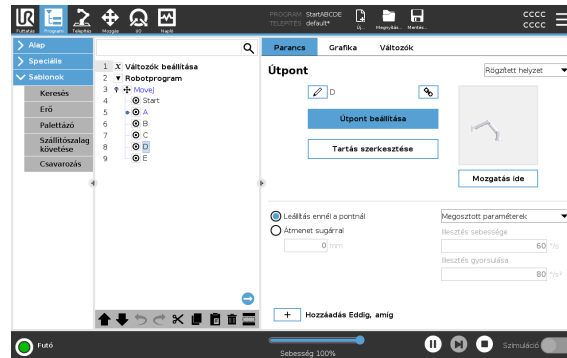 PROGRAM StartABCDE
TELEPÍTÉS default*
CCCC
CCCC
Futtatás Program Telepítés Mozgás I/O Napló
Új... Megnyitás... Mentés...
Alap
Speciális
Sablonok
Keresés
Erő
Palettázó
Szállítószalag
követése
Csavarozás
1 X Változók beállítása
2 Robotprogram
3 MoveJ
4 Start
5 A
6 B
7 C
8 D
9 E
Parancs Grafika Változók
Útpont
Rögzített helyzet
D
Útpont beállítása
Tartás szerkesztése
Mozgatás ide
Leállítás ennél a pontnál
Átmenet sugárral
0 mm
Megosztott paraméterek
Illesztés sebessége
60 °/s
Illesztés gyorsulása
80 °/s²
+ Hozzáadás Eddig, amíg
Futó
Sebesség 100%
Szimuláció